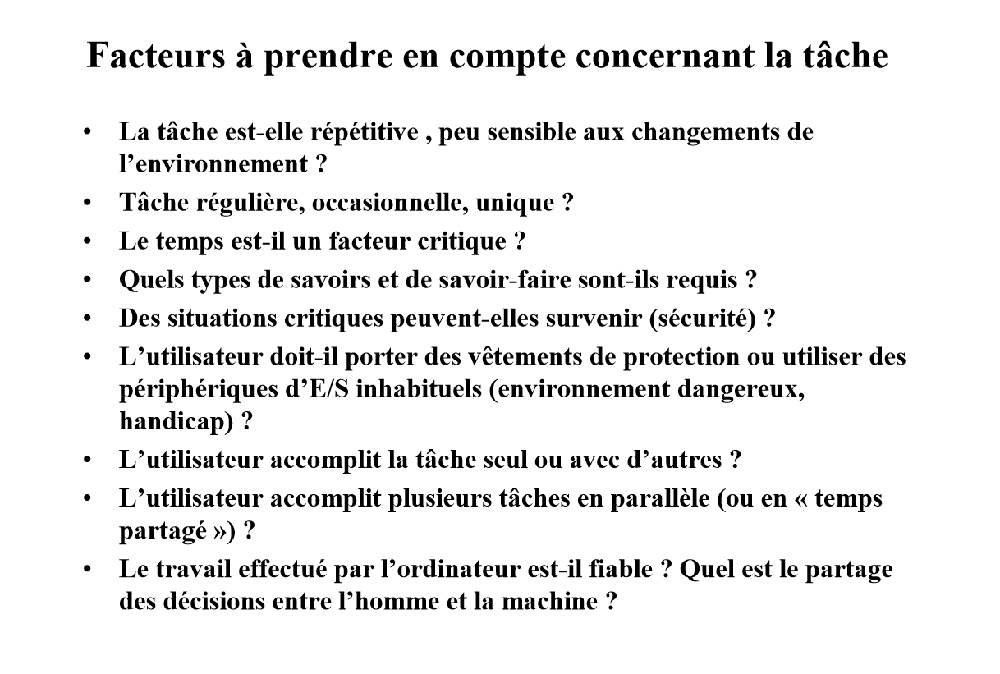 Facteurs à prendre en compte concernant la tâche
• La tâche est-elle répétitive , peu sensible aux changements de
l’environnement ?
• Tâche régulière, occasionnelle, unique ?
• Le temps est-il un facteur critique ?
• Quels types de savoirs et de savoir-faire sont-ils requis ?
• Des situations critiques peuvent-elles survenir (sécurité) ?
• L’utilisateur doit-il porter des vêtements de protection ou utiliser des
périphériques d’E/S inhabituels (environnement dangereux,
handicap) ?
• L’utilisateur accomplit la tâche seul ou avec d’autres ?
• L’utilisateur accomplit plusieurs tâches en parallèle (ou en « temps
partagé ») ?
• Le travail effectué par l’ordinateur est-il fiable ? Quel est le partage
des décisions entre l’homme et la machine ?